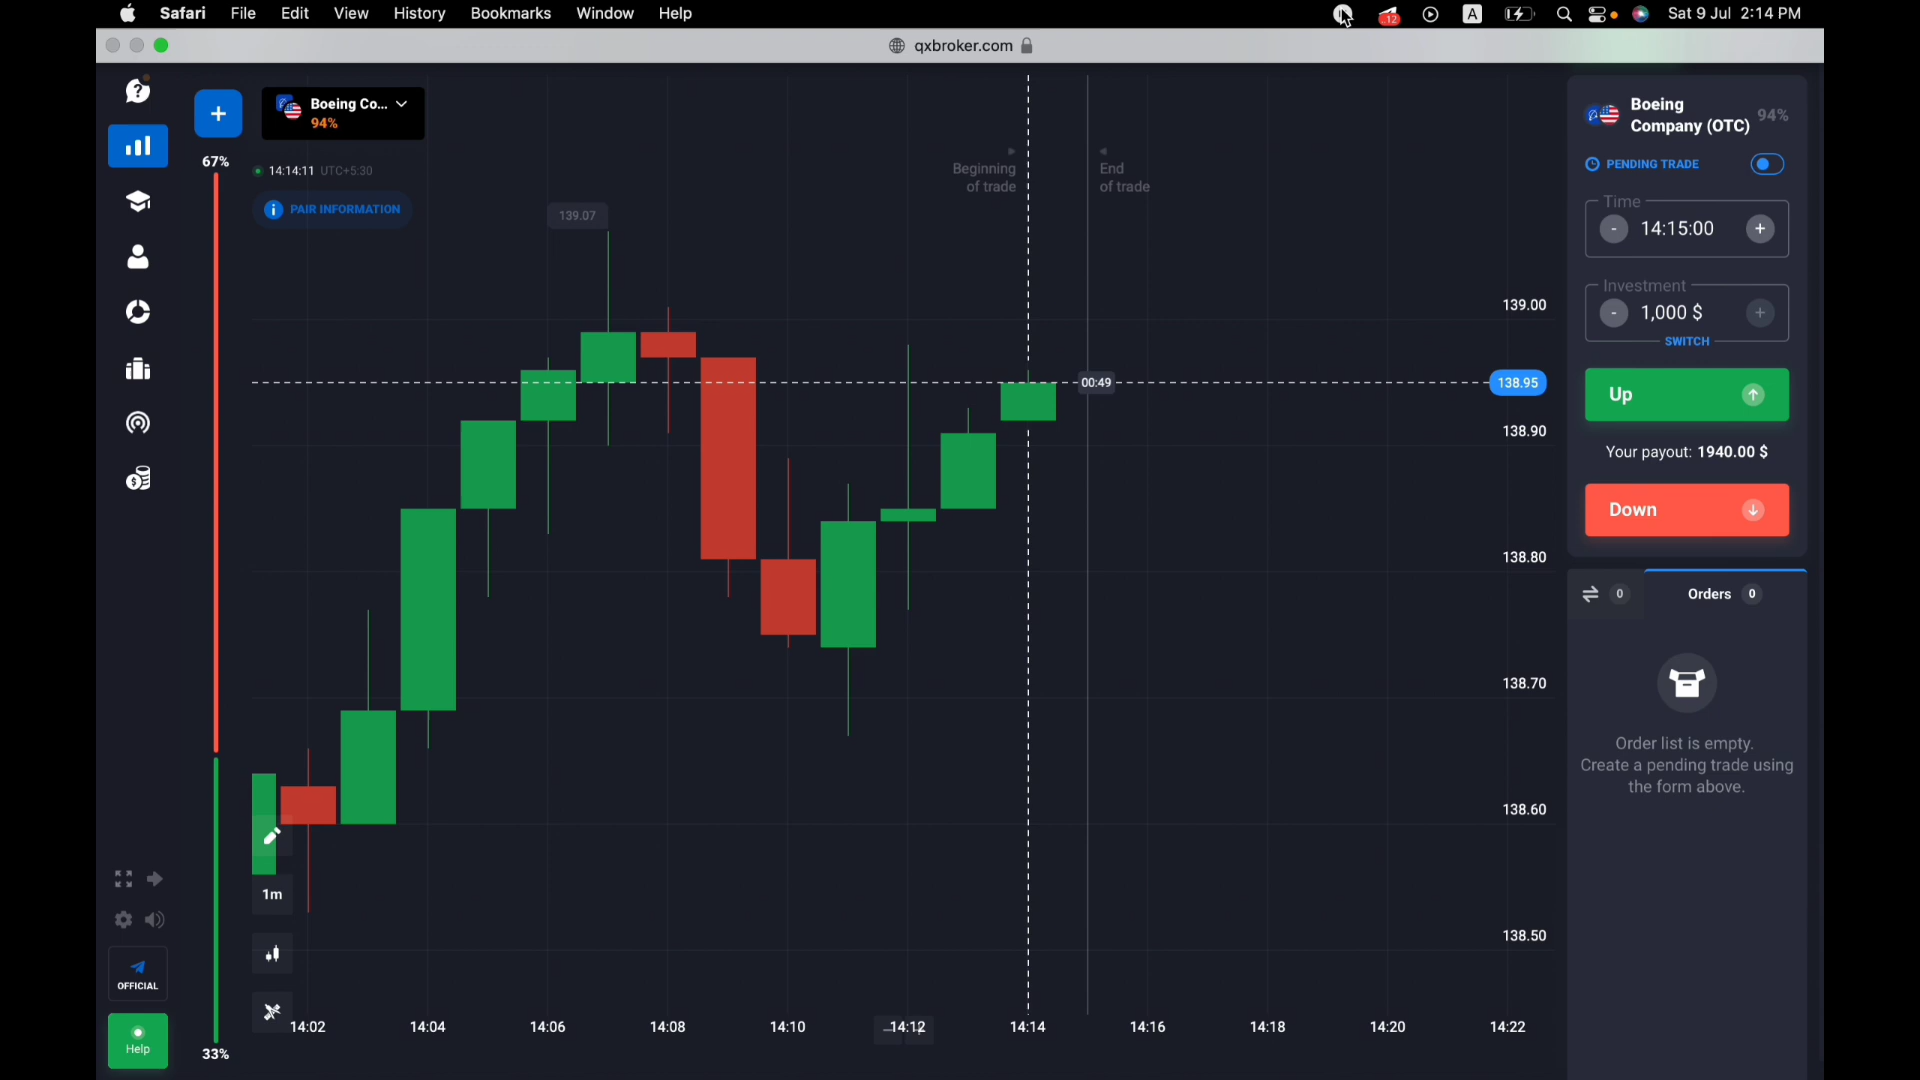 Safari File Edit View History Bookmarks Window Help
12 A Sat 9 Jul 2:14 PM
qxbroker.com
?
+
Boeing Co...
94%
67%
14:14:11 UTC+5:30
i PAIR INFORMATION
139.07
Beginning
of trade
End
of trade
139.00
00:49
138.95
138.90
138.80
138.70
138.60
138.50
1m
14:02 14:04 14:06 14:08 14:10 14:12 14:14 14:16 14:18 14:20 14:22
OFFICIAL
Help
33%
Boeing
Company (OTC)
94%
PENDING TRADE
Time
- 14:15:00 +
Investment
- 1,000 $ +
SWITCH
Up
Your payout: 1940.00 $
Down
0
Orders 0
Order list is empty.
Create a pending trade using
the form above.